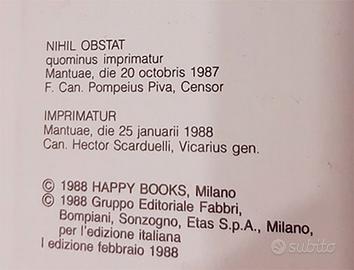 NIHIL OBSTAT
quominus imprimatur
Mantuae, die 20 octobris 1987
F. Can. Pompeius Piva, Censor
IMPRIMATUR
Mantuae, die 25 januarii 1988
Can. Hector Scarduelli, Vicarius gen.
© 1988 HAPPY BOOKS, Milano
© 1988 Gruppo Editoriale Fabbri,
Bompiani, Sonzogno, Etas S.p.A., Milano,
per l'edizione italiana
I edizione febbraio 1988
subito